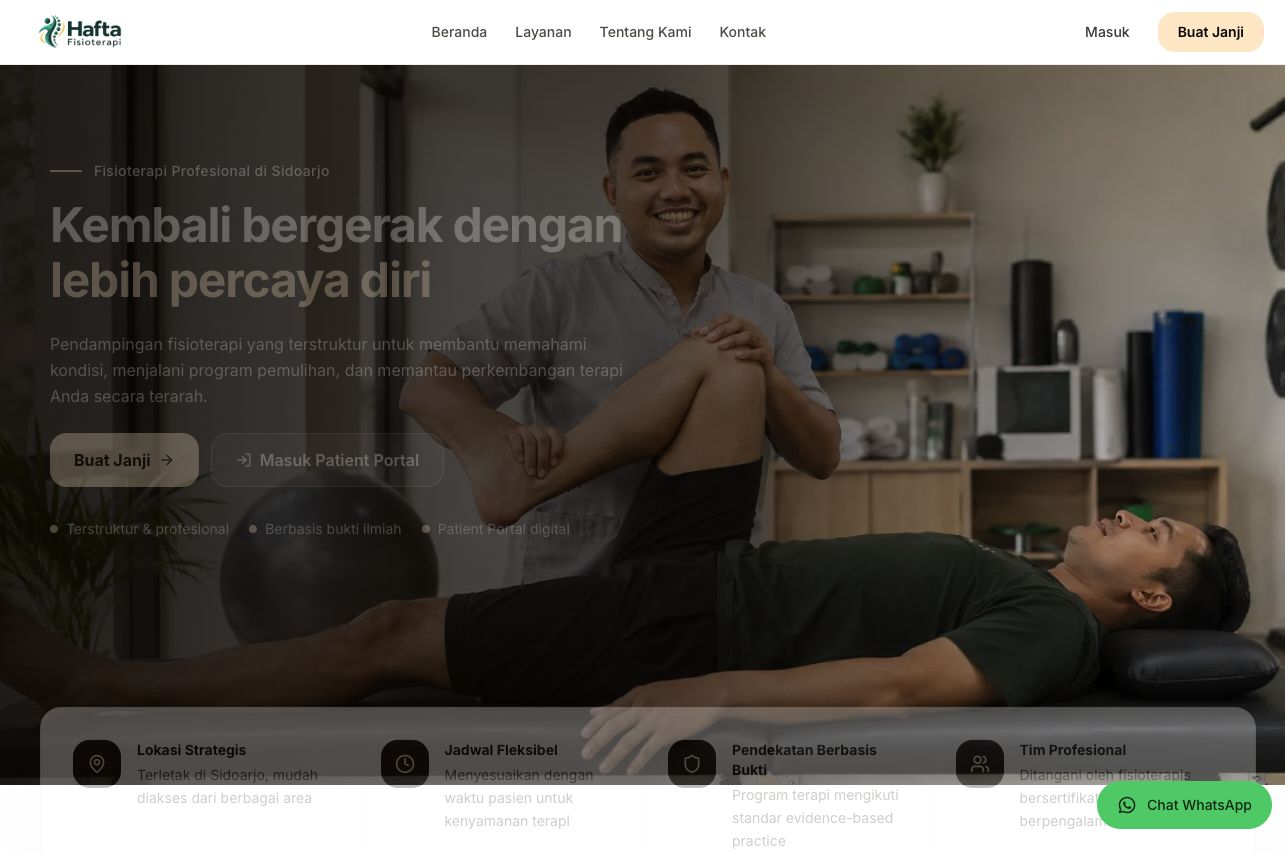 Hafta
Fisioterapi
Beranda
Layanan
Tentang Kami
Kontak
Masuk
Buat Janji
Fisioterapi Profesional di Sidoarjo
Kembali bergerak dengan
lebih percaya diri
Pendampingan fisioterapi yang terstruktur untuk membantu memahami
kondisi, menjalani program pemulihan, dan memantau perkembangan terapi
Anda secara terarah.
Buat Janji
Masuk Patient Portal
Terstruktur & profesional
Berbasis bukti ilmiah
Patient Portal digital
Lokasi Strategis
Terletak di Sidoarjo, mudah
diakses dari berbagai area
Jadwal Fleksibel
Menyesuaikan dengan
waktu pasien untuk
kenyamanan terapi
Pendekatan Berbasis
Bukti
Program terapi mengikuti
standar evidence-based
practice
Tim Profesional
Ditangani oleh fisioterapis
Chat WhatsApp